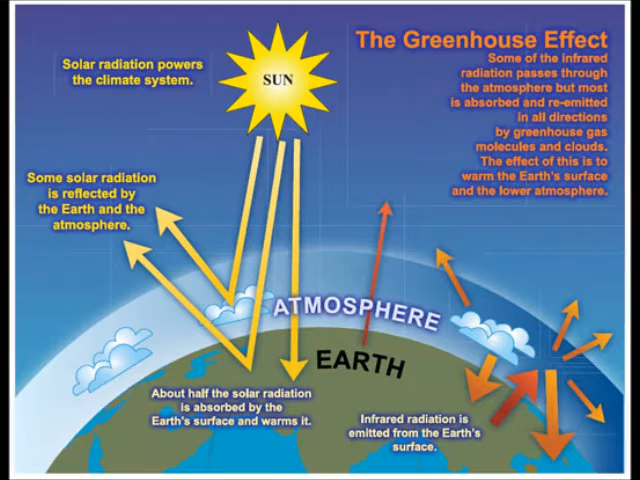 The Greenhouse Effect
Some of the infrared
radiation passes through
the atmosphere but most
is absorbed and re-emitted
in all directions
by greenhouse gas
molecules and clouds.
The effect of this is to
warm the Earth's surface
and the lower atmosphere.
Solar radiation powers
the climate system.
SUN
Some solar radiation
is reflected by
the Earth and the
atmosphere.
ATMOSPHERE
EARTH
About half the solar radiation
is absorbed by the
Earth's surface and warms it.
Infrared radiation is
emitted from the Earth's
surface.